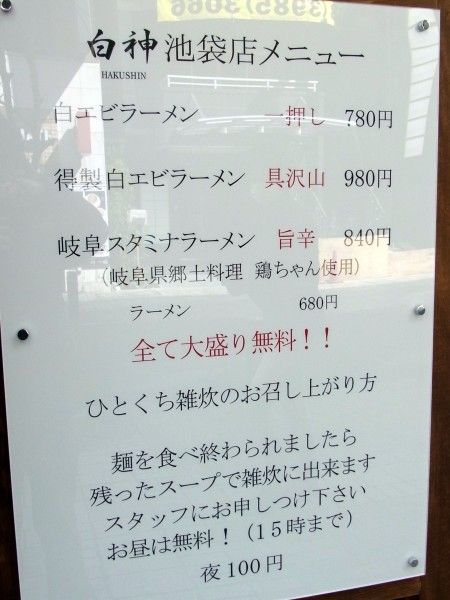 (3985)3066
白神池袋店メニュー
HAKUSHIN
白エビラーメン 一押し 780円
得製白エビラーメン 具沢山 980円
岐阜スタミナラーメン 旨辛 840円
(岐阜県郷土料理 鶏ちゃん使用)
ラーメン 680円
全て大盛り無料!!
ひとくち雑炊のお召し上がり方
麺を食べ終わられましたら
残ったスープで雑炊に出来ます
スタッフにお申しつけ下さい
お昼は無料!(15時まで)
夜100円